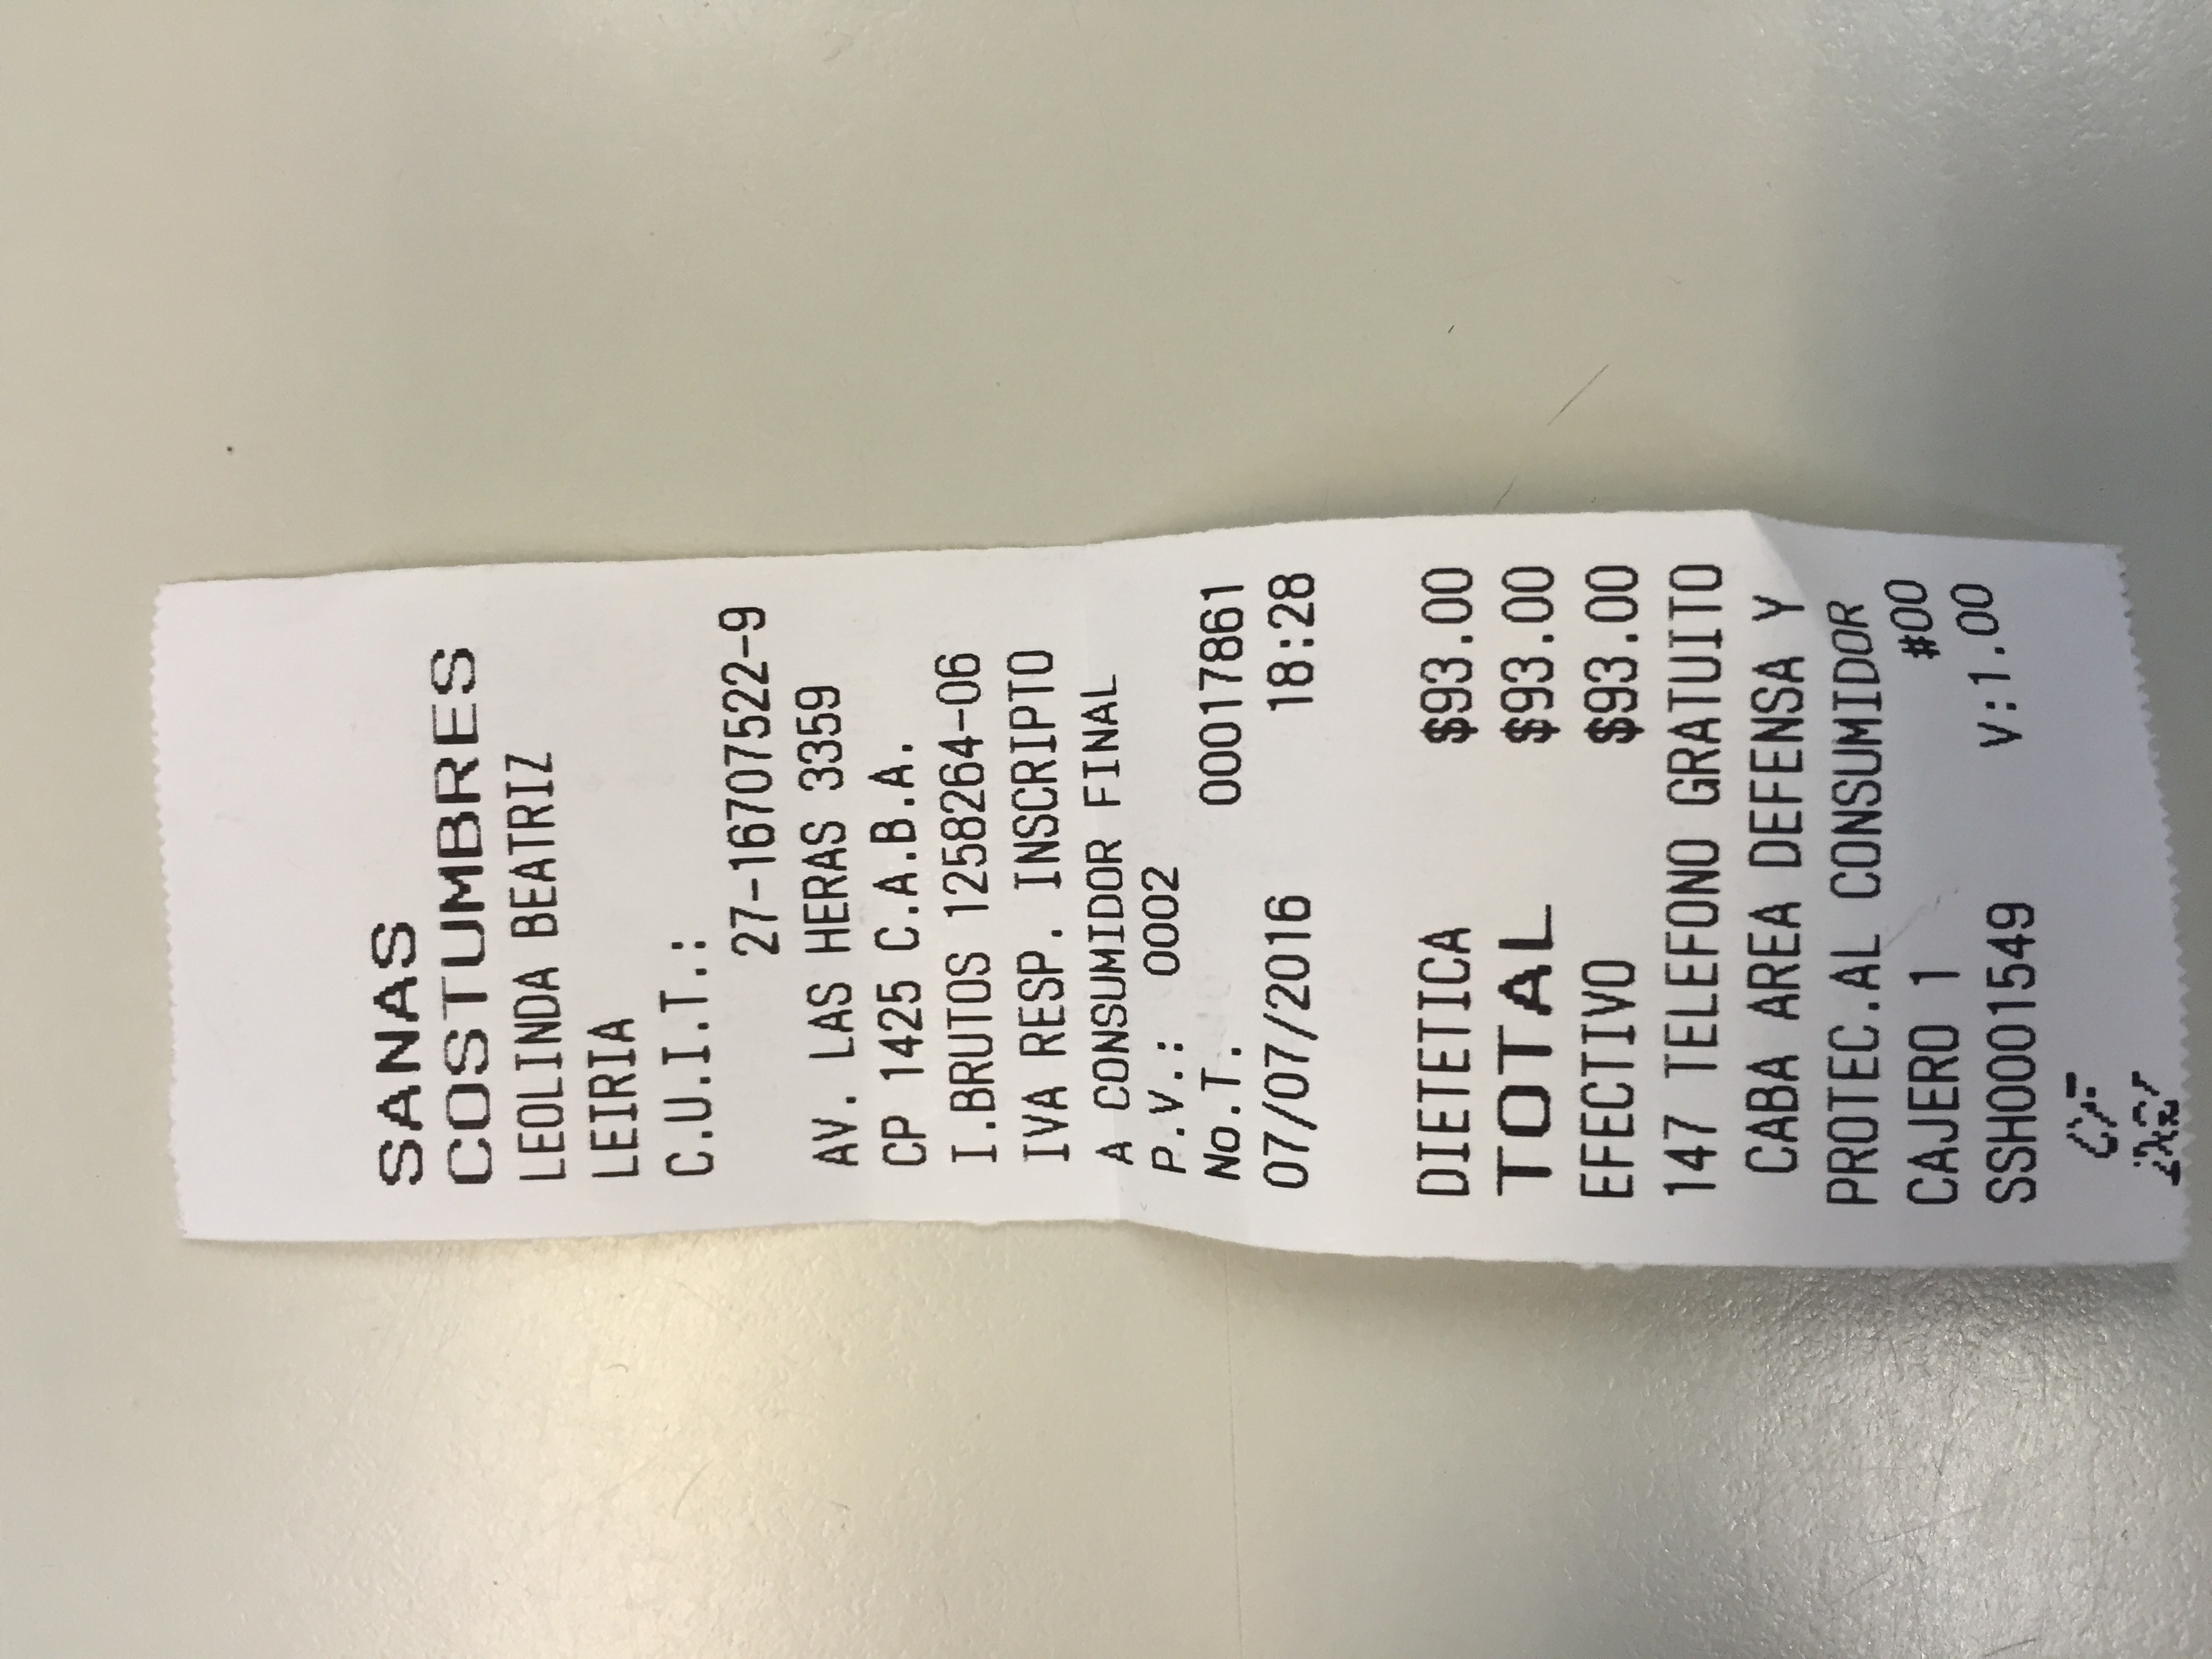 SANAS
COSTUMBRES
LEOLINDA BEATRIZ
LEIRIA
C.U.I.T.:
27-16707522-9
AV. LAS HERAS 3359
CP 1425 C.A.B.A.
I.BRUTOS 1258264-06
IVA RESP. INSCRIPTO
A CONSUMIDOR FINAL
P.V.: 0002
No.T. 00017861
07/07/2016 18:28
DIETETICA $93.00
TOTAL $93.00
EFECTIVO $93.00
147 TELEFONO GRATUITO
CABA AREA DEFENSA Y
PROTEC.AL CONSUMIDOR
CAJERO 1 #00
SSH0001549 V:1.00
CF
DGI